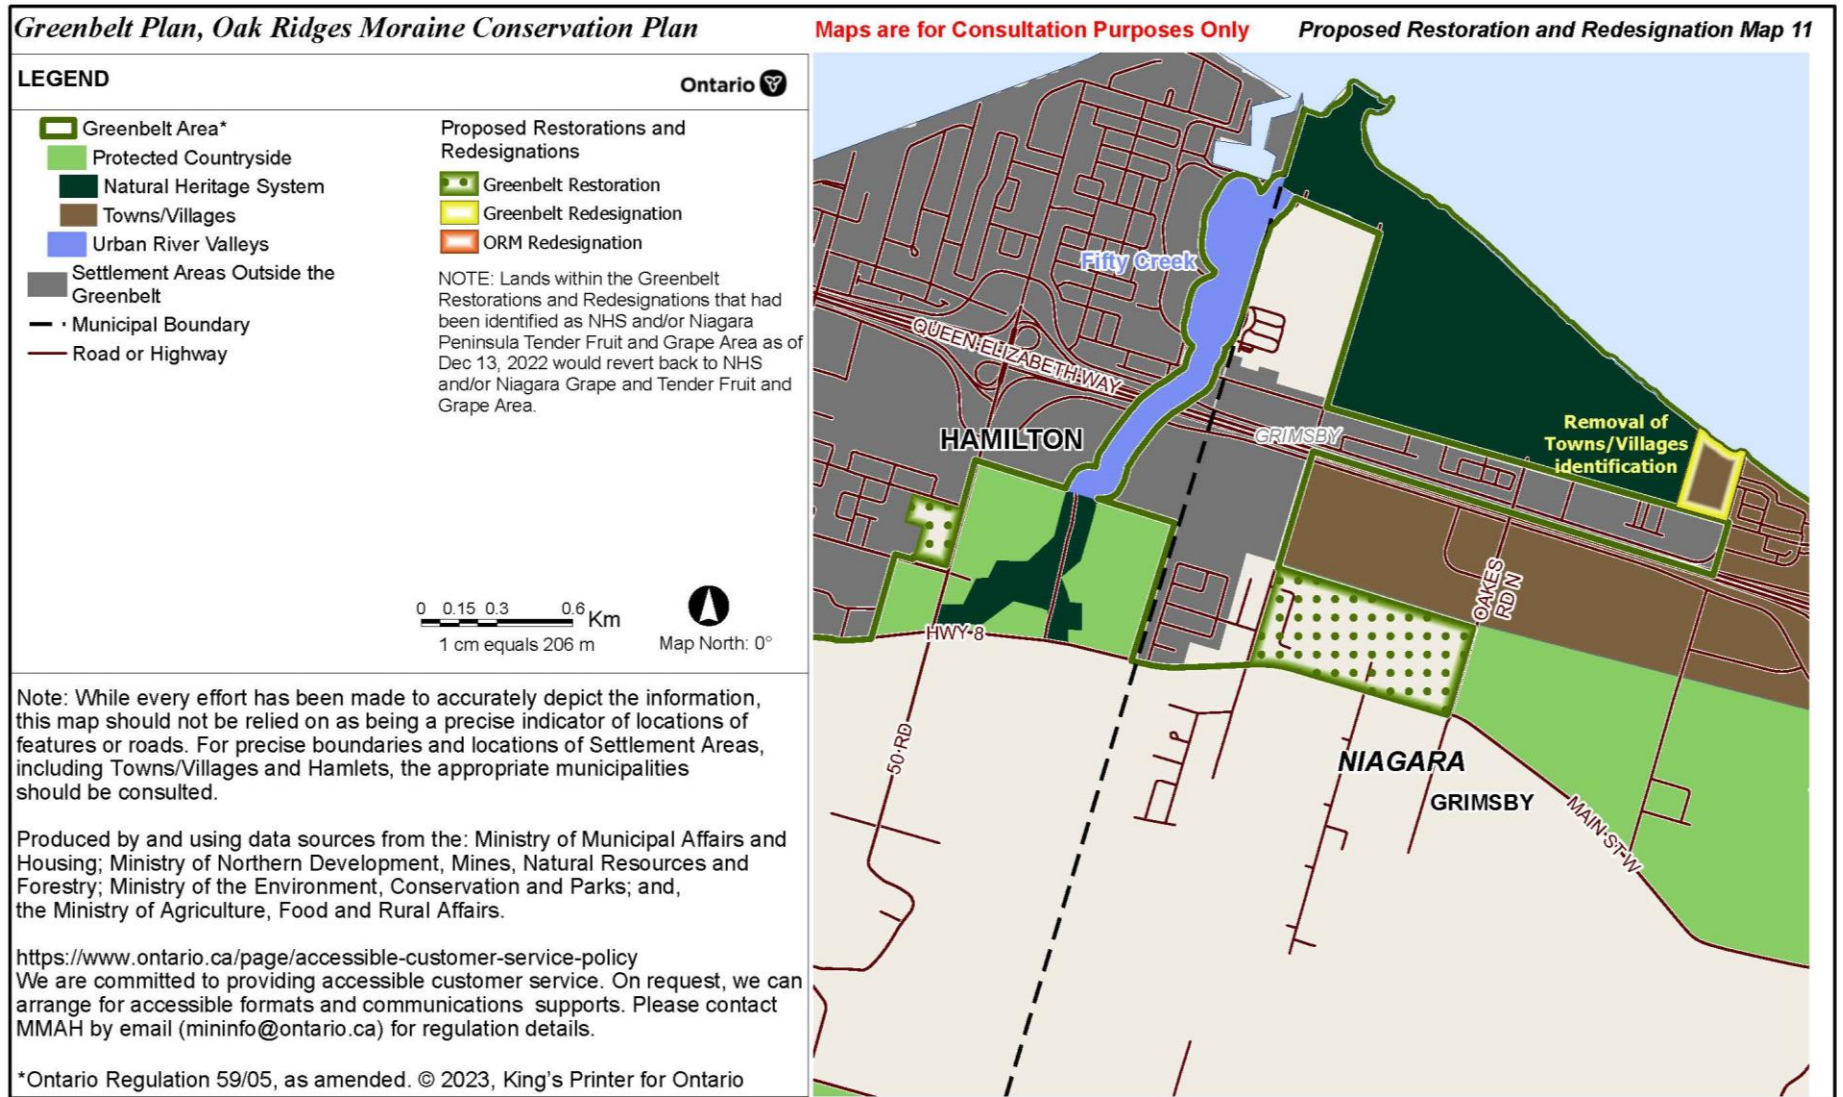 Greenbelt Plan, Oak Ridges Moraine Conservation Plan
Maps are for Consultation Purposes Only
Proposed Restoration and Redesignation Map 11
LEGEND
Ontario
Greenbelt Area*
Protected Countryside
Natural Heritage System
Towns/Villages
Urban River Valleys
Settlement Areas Outside the
Greenbelt
Municipal Boundary
Road or Highway
Proposed Restorations and
Redesignations
Greenbelt Restoration
Greenbelt Redesignation
ORM Redesignation
NOTE: Lands within the Greenbelt
Restorations and Redesignations that had
been identified as NHS and/or Niagara
Peninsula Tender Fruit and Grape Area as of
Dec 13, 2022 would revert back to NHS
and/or Niagara Grape and Tender Fruit and
Grape Area.
0 0.15 0.3 0.6 Km
1 cm equals 206 m
Map North: 0°
Note: While every effort has been made to accurately depict the information,
this map should not be relied on as being a precise indicator of locations of
features or roads. For precise boundaries and locations of Settlement Areas,
including Towns/Villages and Hamlets, the appropriate municipalities
should be consulted.
Produced by and using data sources from the: Ministry of Municipal Affairs and
Housing; Ministry of Northern Development, Mines, Natural Resources and
Forestry; Ministry of the Environment, Conservation and Parks; and,
the Ministry of Agriculture, Food and Rural Affairs.
https://www.ontario.ca/page/accessible-customer-service-policy
We are committed to providing accessible customer service. On request, we can
arrange for accessible formats and communications supports. Please contact
MMAH by email (mininfo@ontario.ca) for regulation details.
*Ontario Regulation 59/05, as amended. © 2023, King's Printer for Ontario
Fifty Creek
QUEEN ELIZABETH WAY
HAMILTON
GRIMSBY
Removal of
Towns/Villages
identification
OAKES
RD N
HWY 8
50 RD
NIAGARA
GRIMSBY
MAIN ST W